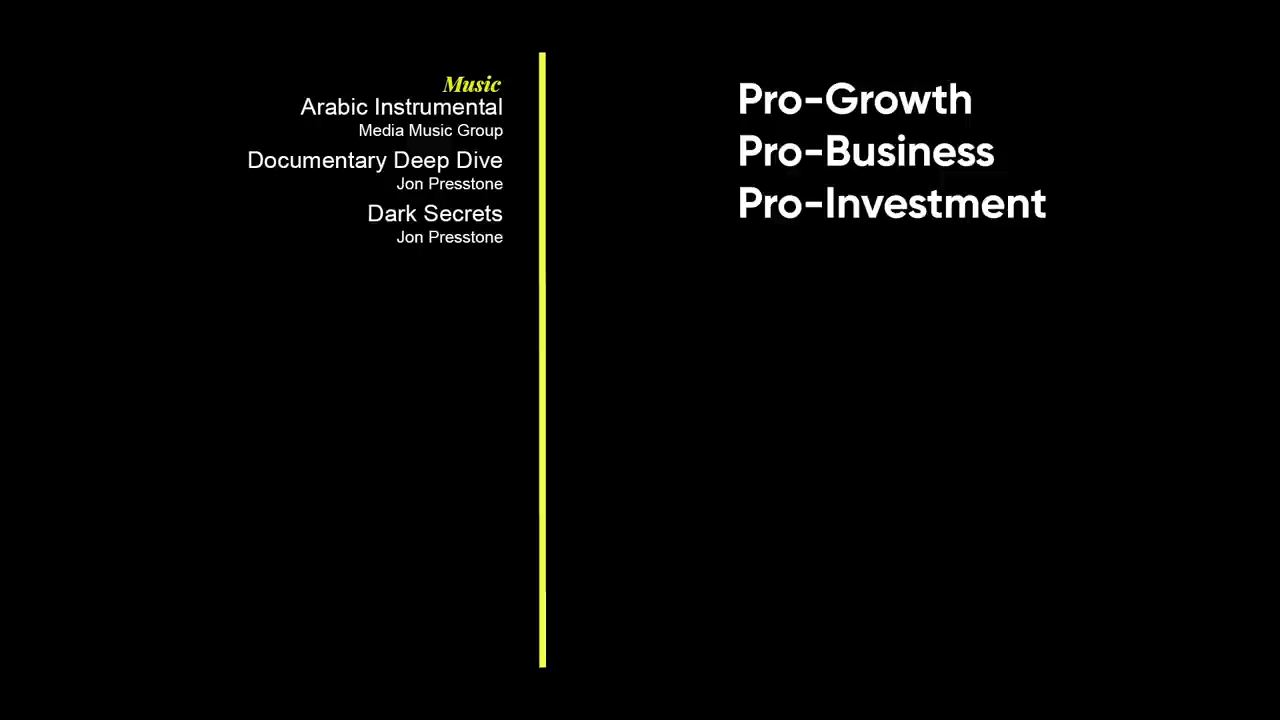 Music
Arabic Instrumental
Media Music Group
Documentary Deep Dive
Jon Presstone
Dark Secrets
Jon Presstone
Pro-Growth
Pro-Business
Pro-Investment